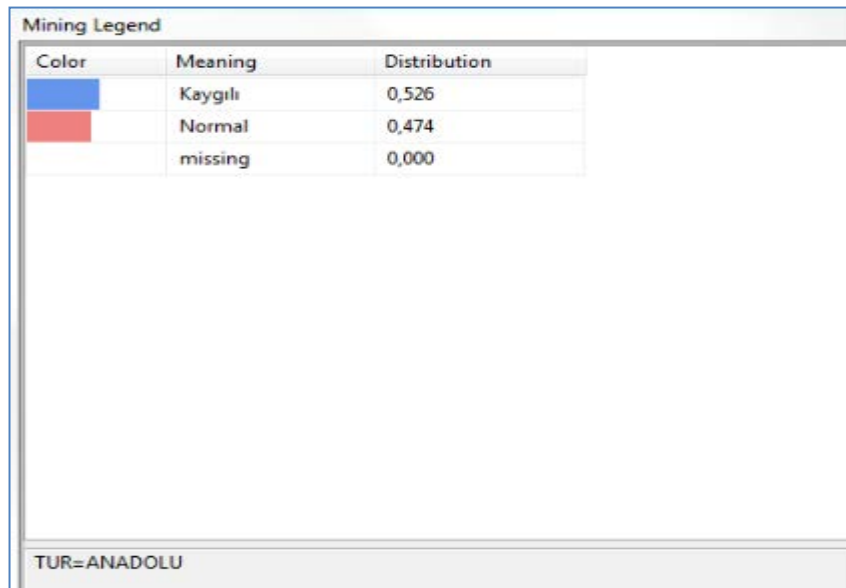 Mining Legend
Color Meaning Distribution
Kaygılı 0,526
Normal 0,474
missing 0,000
TUR=ANADOLU